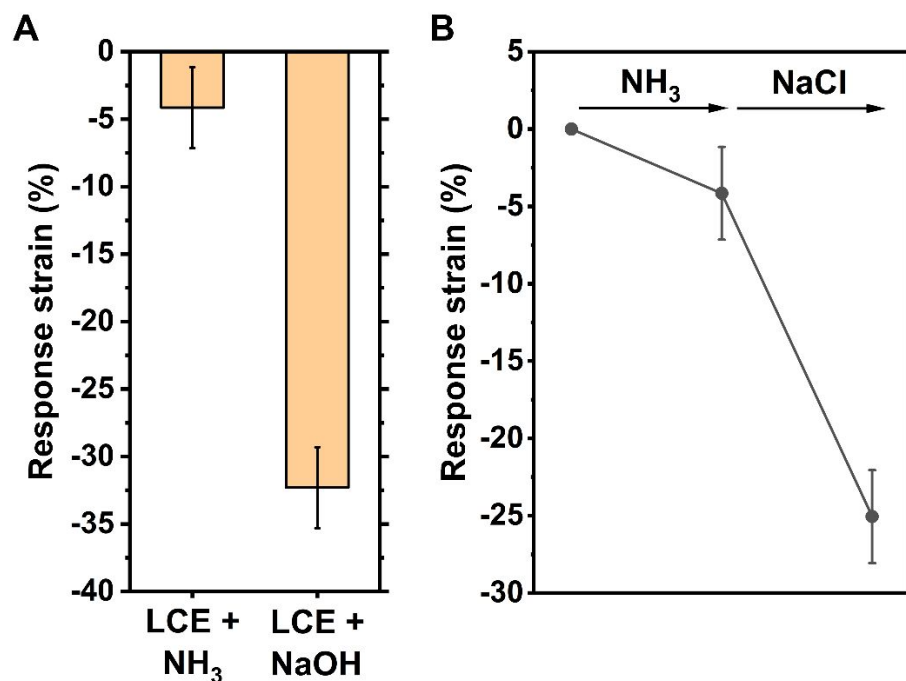 A
Response strain (%)
0
-5
-10
-15
-20
-25
-30
-35
-40
LCE +
NH₃
LCE +
NaOH
B
Response strain (%)
5
0
-5
-10
-15
-20
-25
-30
NH₃
NaCl